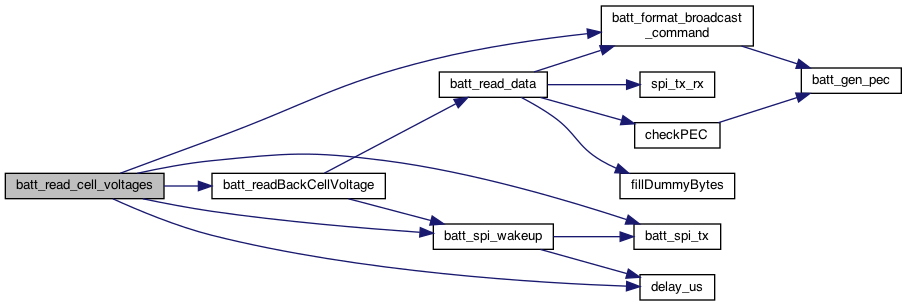 batt_format_broadcast
_command
batt_gen_pec
batt_read_data
spi_tx_rx
checkPEC
batt_read_cell_voltages
batt_readBackCellVoltage
fillDummyBytes
batt_spi_wakeup
batt_spi_tx
delay_us